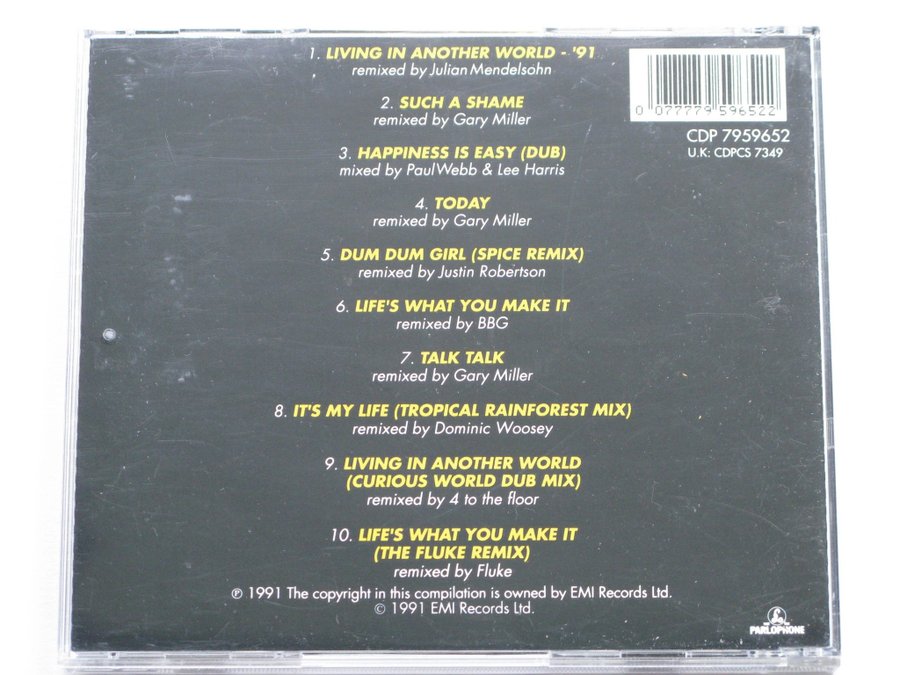 1. LIVING IN ANOTHER WORLD - '91
remixed by Julian Mendelsohn
2. SUCH A SHAME
remixed by Gary Miller
3. HAPPINESS IS EASY (DUB)
mixed by Paul Webb & Lee Harris
4. TODAY
remixed by Gary Miller
5. DUM DUM GIRL (SPICE REMIX)
remixed by Justin Robertson
6. LIFE'S WHAT YOU MAKE IT
remixed by BBG
7. TALK TALK
remixed by Gary Miller
8. IT'S MY LIFE (TROPICAL RAINFOREST MIX)
remixed by Dominic Woosey
9. LIVING IN ANOTHER WORLD
(CURIOUS WORLD DUB MIX)
remixed by 4 to the floor
10. LIFE'S WHAT YOU MAKE IT
(THE FLUKE REMIX)
remixed by Fluke
℗ 1991 The copyright in this compilation is owned by EMI Records Ltd.
© 1991 EMI Records Ltd.
0 077779 596522
CDP 7959652
U.K: CDPCS 7349
PARLOPHONE